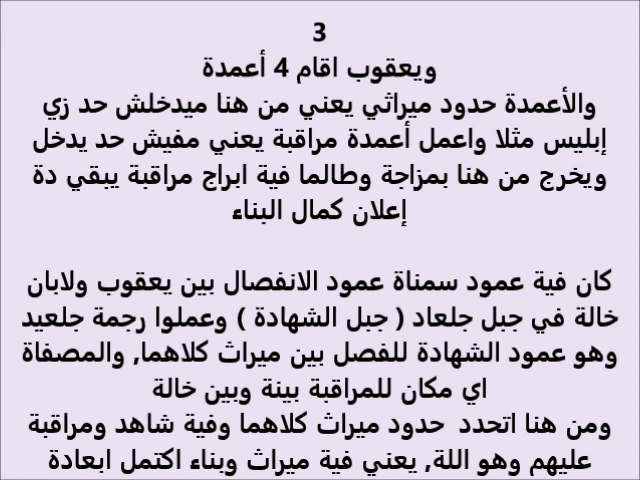 3
ويعقوب اقام 4 أعمدة
والأعمدة حدود ميراثي يعني من هنا ميدخلش حد زي
إبليس مثلا واعمل أعمدة مراقبة يعني مفيش حد يدخل
ويخرج من هنا بمزاجة وطالما فية ابراج مراقبة يبقي دة
إعلان كمال البناء
كان فية عمود سمناة عمود الانفصال بين يعقوب ولابان
خالة في جبل جلعاد ( جبل الشهادة ) وعملوا رجمة جلعيد
وهو عمود الشهادة للفصل بين ميراث كلاهما, والمصفاة
اي مكان للمراقبة بينة وبين خالة
ومن هنا اتحدد حدود ميراث كلاهما وفية شاهد ومراقبة
عليهم وهو اللة, يعني فية ميراث وبناء اكتمل ابعادة